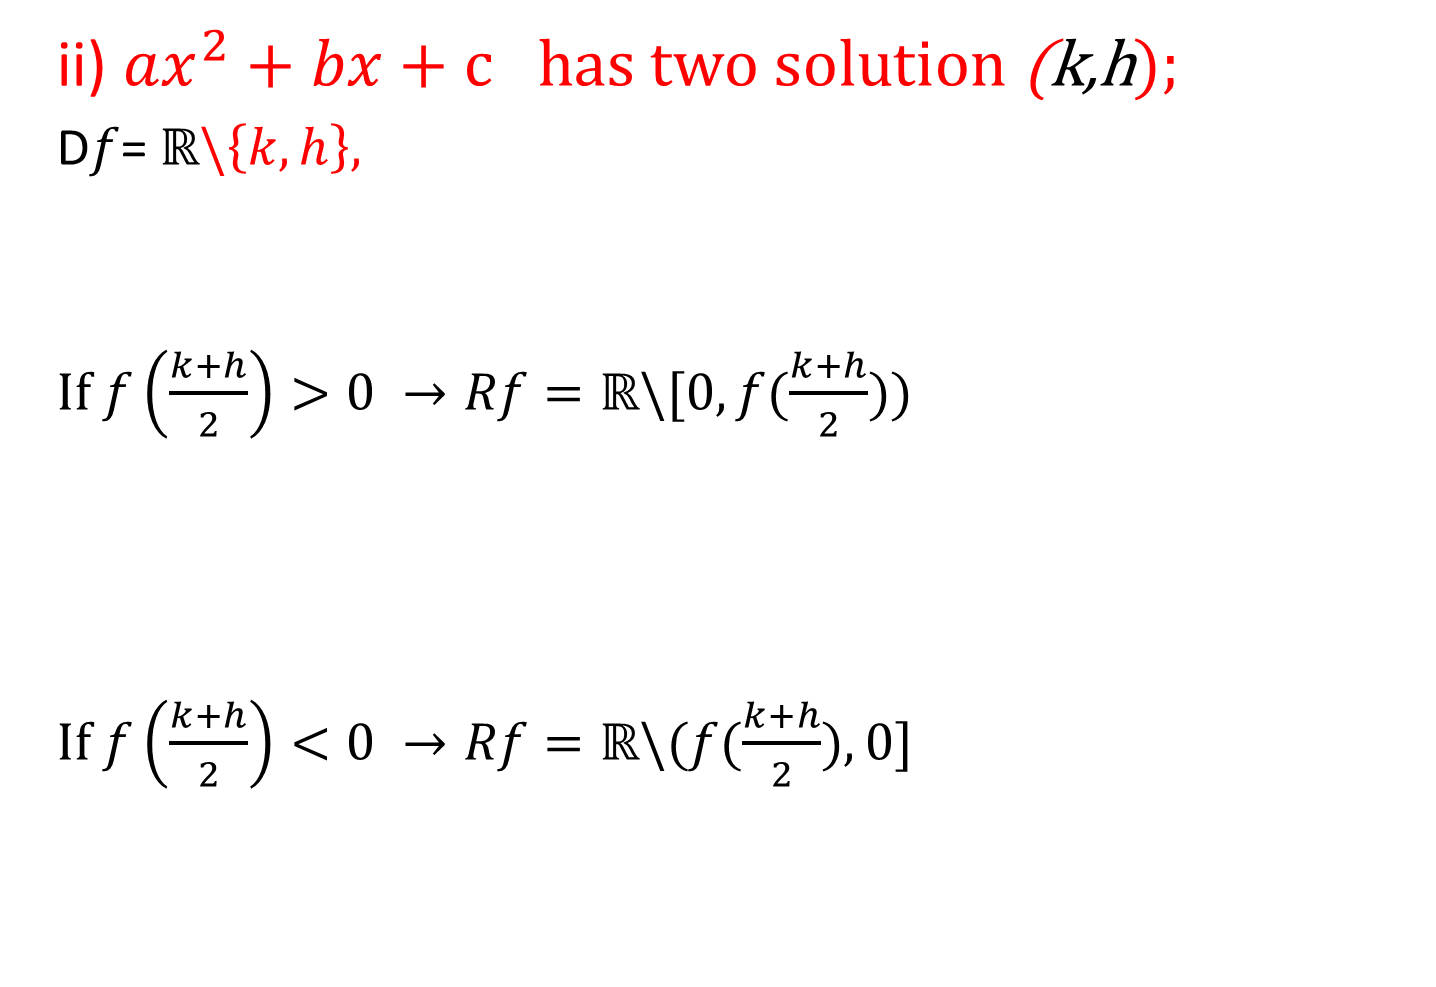 ii) ax² + bx + c has two solution (k,h);
Df= ℝ\{k, h},
If f((k+h)/2) > 0 → Rf = ℝ\[0, f((k+h)/2))
If f((k+h)/2) < 0 → Rf = ℝ\(f((k+h)/2), 0]